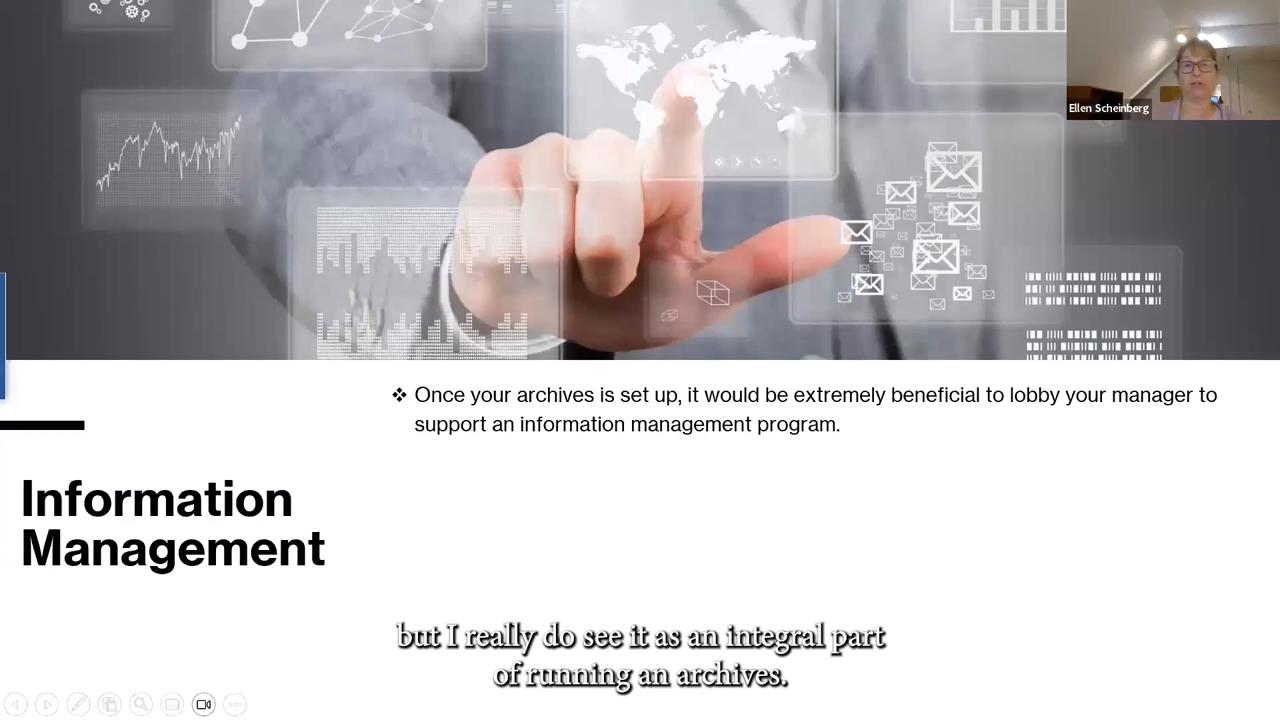 Ellen Scheinberg
❖ Once your archives is set up, it would be extremely beneficial to lobby your manager to
support an information management program.
Information
Management
but I really do see it as an integral part
of running an archives.